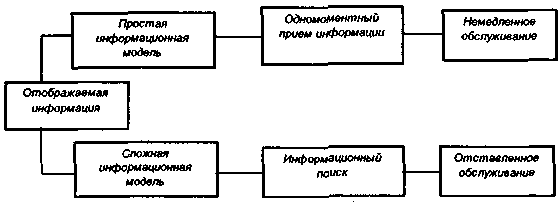 Простая
информационная
модель
Одномоментный
прием информации
Немедленное
обслуживание
Отображаемая
информация
Сложная
информационная
модель
Информационный
поиск
Отставленное
обслуживание